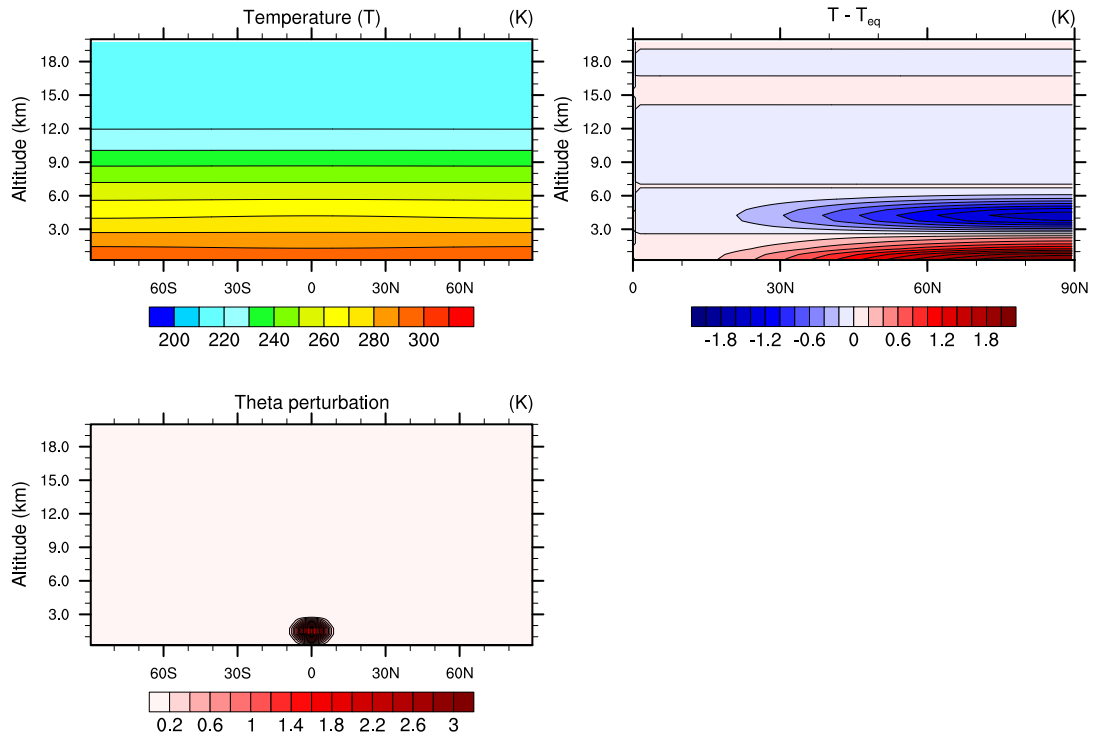 Temperature (T) (K)
18.0
15.0
12.0
9.0
6.0
3.0
Altitude (km)
60S 30S 0 30N 60N
200 220 240 260 280 300
T - Teq (K)
18.0
15.0
12.0
9.0
6.0
3.0
Altitude (km)
0 30N 60N 90N
-1.8 -1.2 -0.6 0 0.6 1.2 1.8
Theta perturbation (K)
18.0
15.0
12.0
9.0
6.0
3.0
Altitude (km)
60S 30S 0 30N 60N
0.2 0.6 1 1.4 1.8 2.2 2.6 3